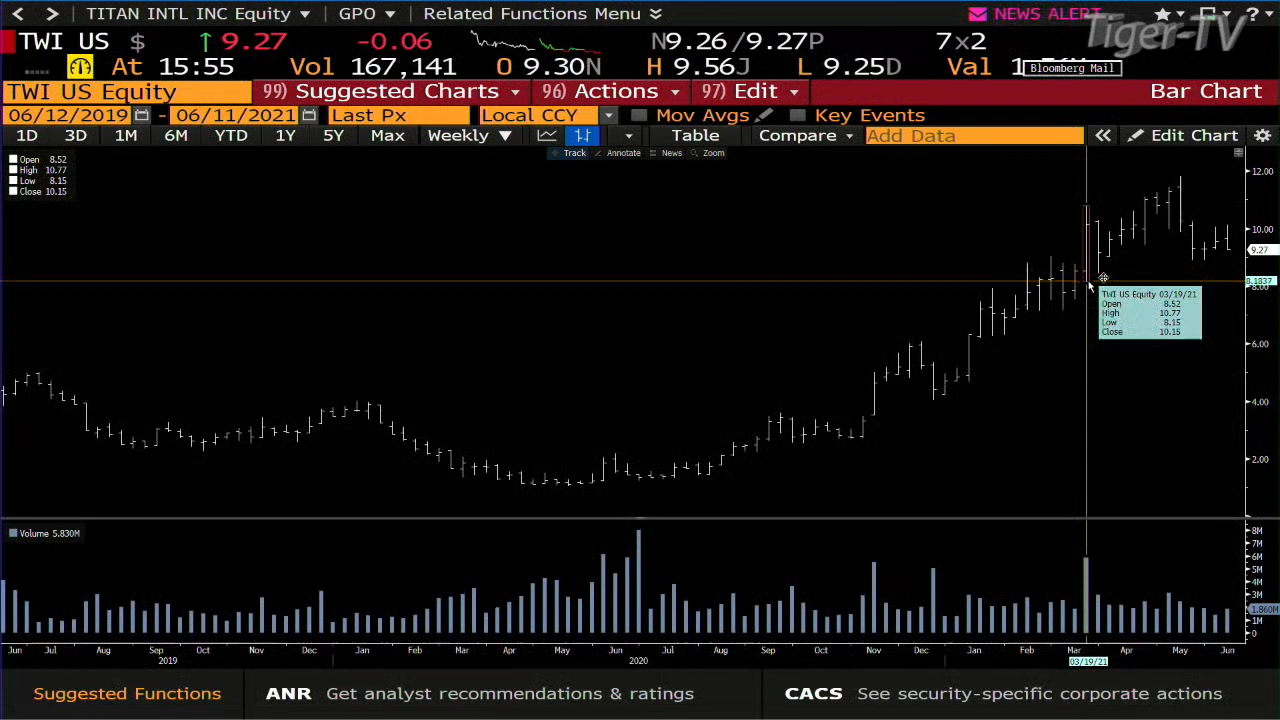 TITAN INTL INC Equity GPO Related Functions Menu NEWS ALERT ?
Tiger-TV
TWI US $ ↑ 9.27 -0.06 N9.26 /9.27P 7x2
At 15:55 Vol 167,141 O 9.30N H 9.56J L 9.25D Val
Bloomberg Mail
TWI US Equity 99) Suggested Charts 96) Actions 97) Edit Bar Chart
06/12/2019 - 06/11/2021 Last Px Local CCY Mov Avgs Key Events
1D 3D 1M 6M YTD 1Y 5Y Max Weekly ▼ Table Compare Add Data « Edit Chart
Track Annotate News Zoom
Open 8.52
High 10.77
Low 8.15
Close 10.15
12.00
10.00
9.27
8.1837
8.00
6.00
4.00
2.00
TWI US Equity 03/19/21
Open 8.52
High 10.77
Low 8.15
Close 10.15
Volume 5.830M
8M
7M
6M
5M
4M
3M
1.860M
1M
0
Jun Jul Aug Sep Oct Nov Dec Jan Feb Mar Apr May Jun Jul Aug Sep Oct Nov Dec Jan Feb Mar Apr May Jun
2019 2020 03/19/21
Suggested Functions ANR Get analyst recommendations & ratings CACS See security-specific corporate actions